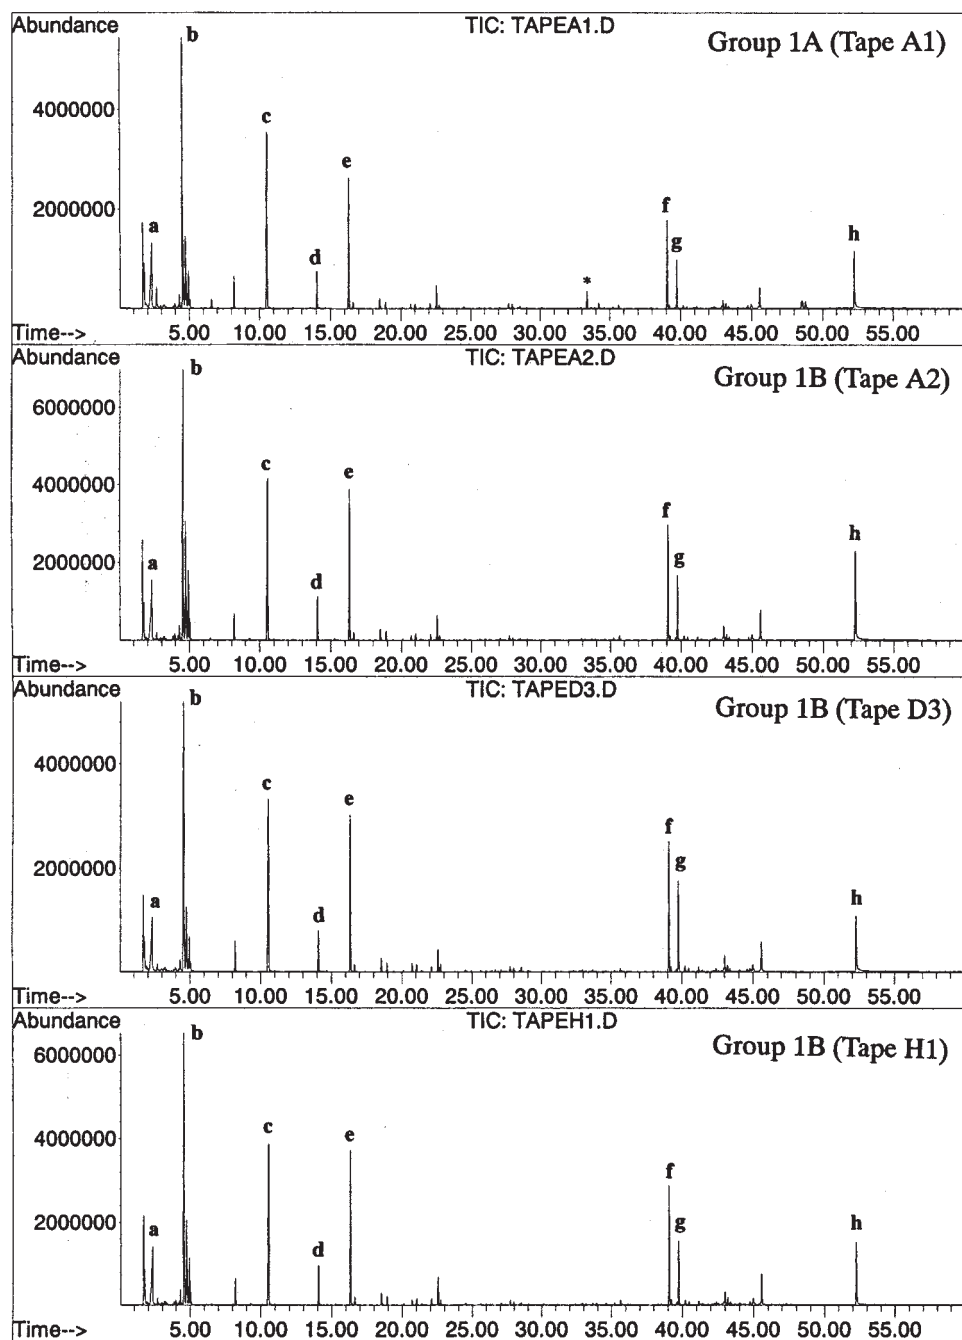 Abundance TIC: TAPEA1.D
Group 1A (Tape A1)
b
4000000
c
e
2000000
a
d
*
f
g
h
Time--> 5.00 10.00 15.00 20.00 25.00 30.00 35.00 40.00 45.00 50.00 55.00
Abundance TIC: TAPEA2.D
Group 1B (Tape A2)
b
6000000
c
e
4000000
f
h
2000000
a
d
g
Time--> 5.00 10.00 15.00 20.00 25.00 30.00 35.00 40.00 45.00 50.00 55.00
Abundance TIC: TAPED3.D
Group 1B (Tape D3)
b
4000000
c
e
f
g
2000000
a
d
h
Time--> 5.00 10.00 15.00 20.00 25.00 30.00 35.00 40.00 45.00 50.00 55.00
Abundance TIC: TAPEH1.D
Group 1B (Tape H1)
b
6000000
4000000
c
e
f
2000000
a
d
g
h
Time--> 5.00 10.00 15.00 20.00 25.00 30.00 35.00 40.00 45.00 50.00 55.00